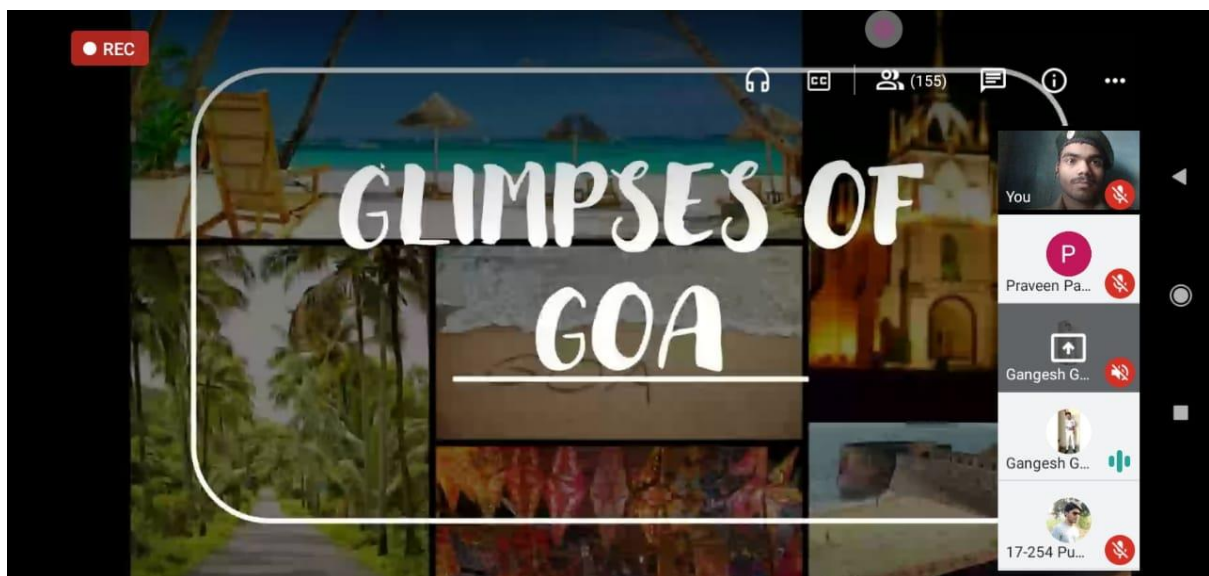 REC
(155)
GLIMPSES OF
GOA
You
P
Praveen Pa...
Gangesh G...
Gangesh G...
17-254 Pu...